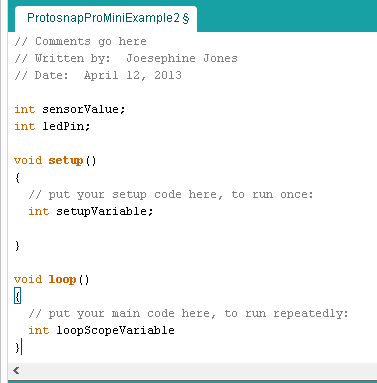 ProtosnapProMiniExample2 §
// Comments go here
// Written by:  Joesephine Jones
// Date:  April 12, 2013
int sensorValue;
int ledPin;
void setup()
{
  // put your setup code here, to run once:
  int setupVariable;
}
void loop()
{
  // put your main code here, to run repeatedly:
  int loopScopeVariable
}